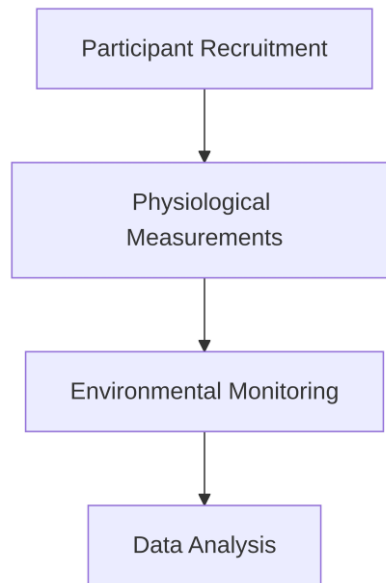 Participant Recruitment
Physiological
Measurements
Environmental Monitoring
Data Analysis